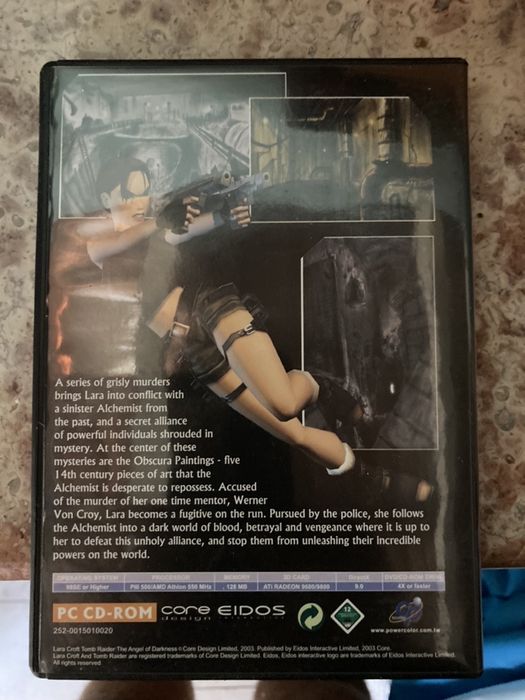 A series of grisly murders
brings Lara into conflict with
a sinister Alchemist from
the past, and a secret alliance
of powerful individuals shrouded in
mystery. At the center of these
mysteries are the Obscura Paintings - five
14th century pieces of art that the
Alchemist is desperate to repossess. Accused
of the murder of her one time mentor, Werner
Von Croy, Lara becomes a fugitive on the run. Pursued by the police, she follows
the Alchemist into a dark world of blood, betrayal and vengeance where it is up to
her to defeat this unholy alliance, and stop them from unleashing their incredible
powers on the world.
OPERATING SYSTEM PROCESSOR MEMORY 3D CARD DirectX DVD/CD-ROM
98SE or Higher PIII 500/AMD Athlon 550 MHz 128 MB ATI RADEON 9600/9800 9.0 4X or faster
PC CD-ROM core design EIDOS INTERACTIVE 12
252-0015010020 www.powercolor.com.tw
Lara Croft Tomb Raider:The Angel of Darkness © Core Design Limited, 2003. Published by Eidos Interactive Limited, 2003 Core.
Lara Croft And Tomb Raider are registered trademarks of Core Design Limited. Eidos, Eidos interactive logo are trademarks of Eidos Interactive Limited.
All rights reserved.